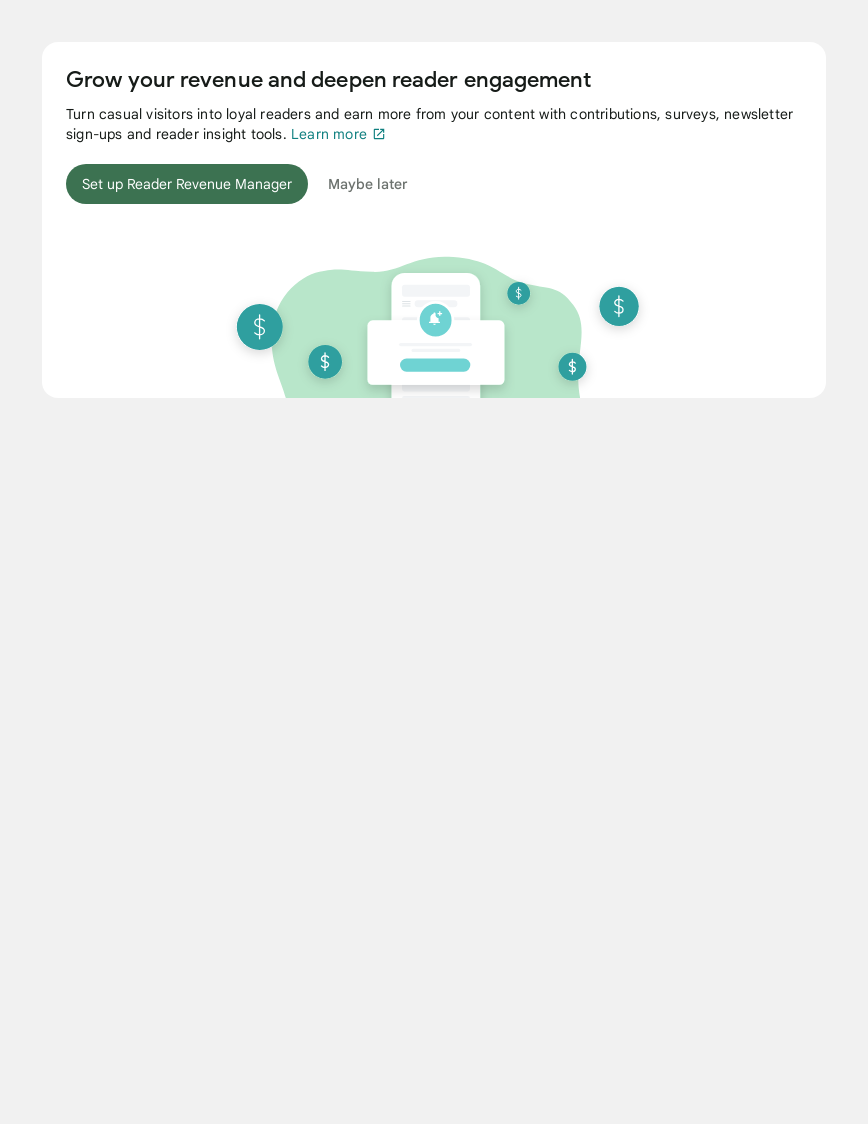 Grow your revenue and deepen reader engagement
Turn casual visitors into loyal readers and earn more from your content with contributions, surveys, newsletter
sign-ups and reader insight tools. Learn more
Set up Reader Revenue Manager
Maybe later
$
$
$
$
$